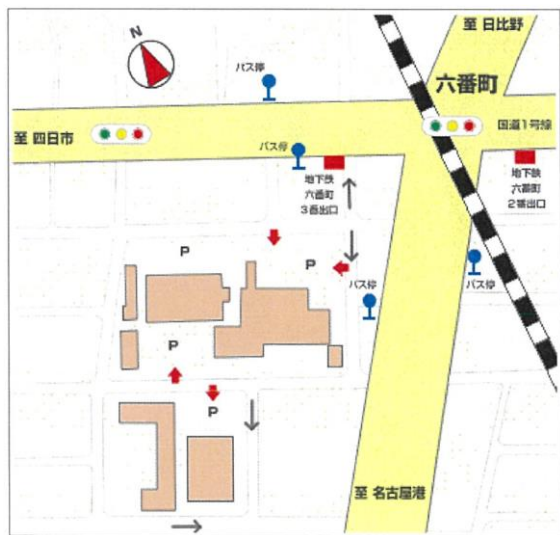 至 日比野
N
バス停
六番町
国道1号線
至 四日市
バス停
地下鉄
六番町
3番出口
地下鉄
六番町
2番出口
P
P
バス停
バス停
P
P
至 名古屋港